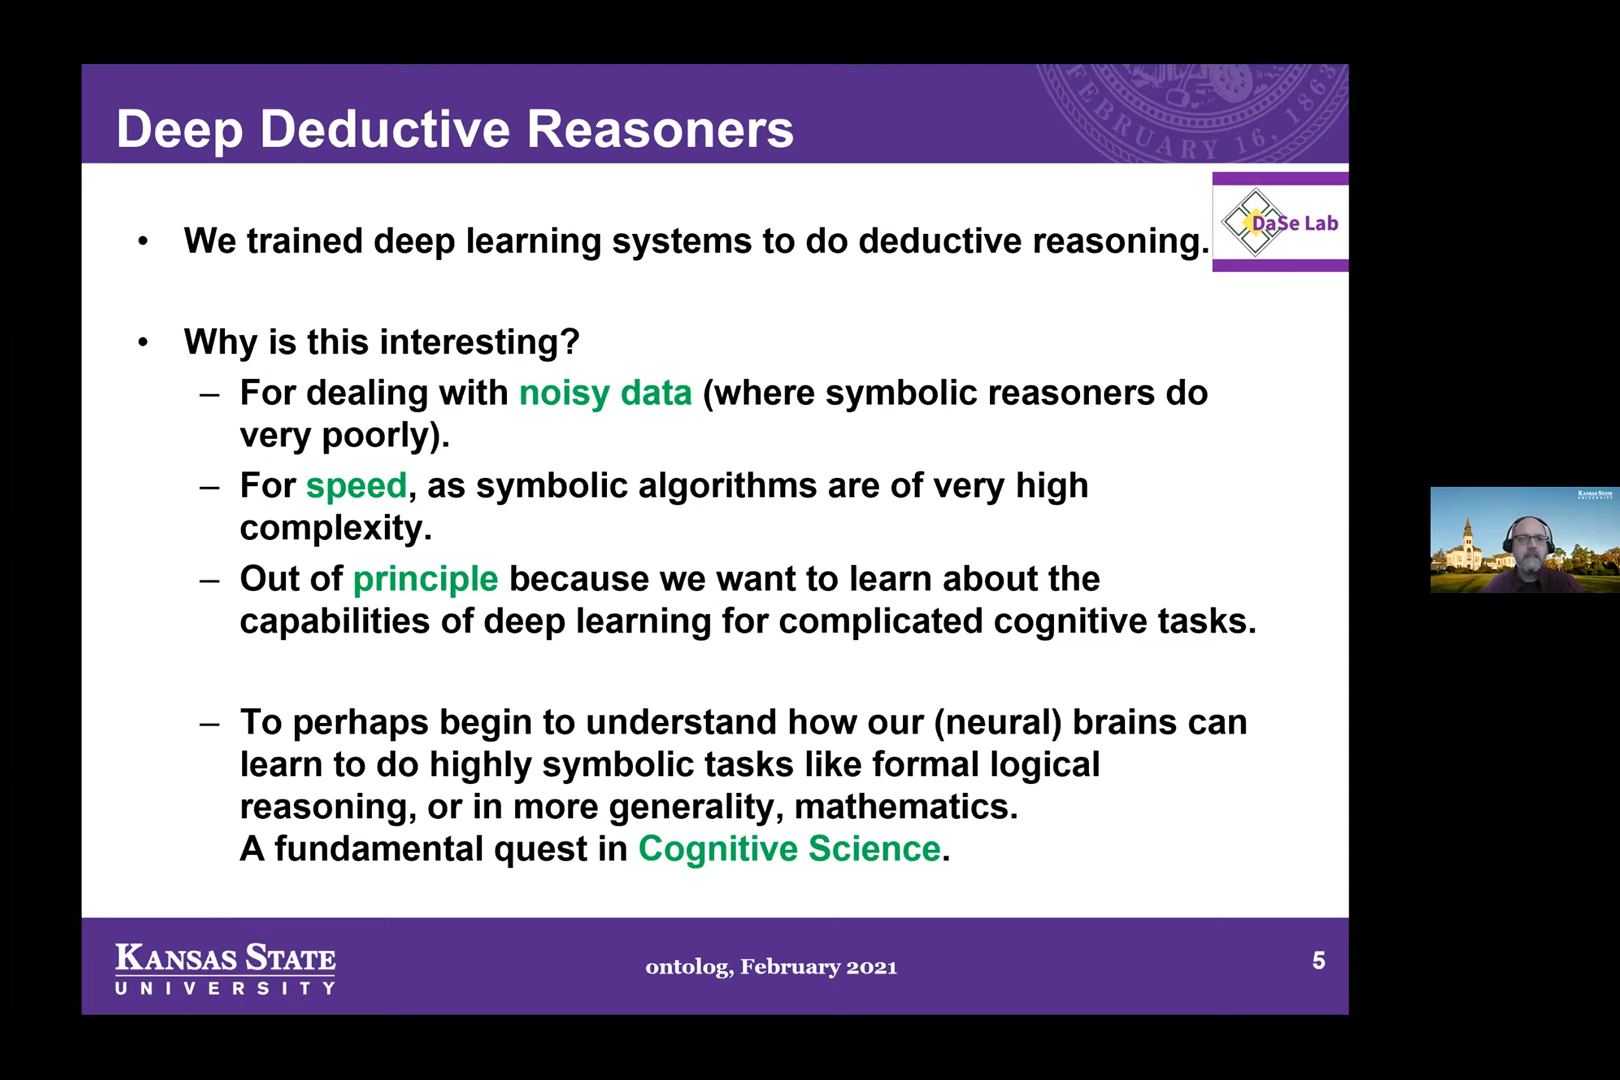 FEBRUARY 16, 1863
Deep Deductive Reasoners
DaSe Lab
• We trained deep learning systems to do deductive reasoning.
• Why is this interesting?
– For dealing with noisy data (where symbolic reasoners do
very poorly).
– For speed, as symbolic algorithms are of very high
complexity.
– Out of principle because we want to learn about the
capabilities of deep learning for complicated cognitive tasks.
– To perhaps begin to understand how our (neural) brains can
learn to do highly symbolic tasks like formal logical
reasoning, or in more generality, mathematics.
A fundamental quest in Cognitive Science.
KANSAS STATE
UNIVERSITY
ontolog, February 2021
5
KANSAS STATE
UNIVERSITY